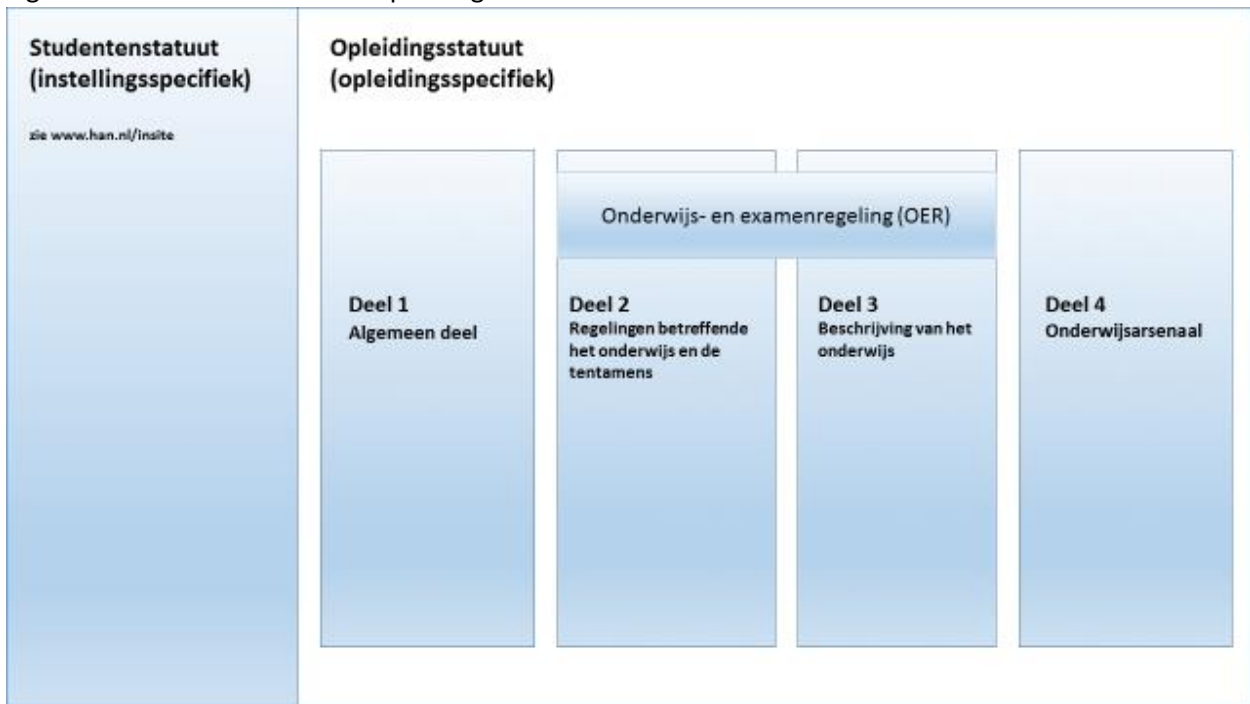 Studentenstatuut
(instellingsspecifiek)
zie www.han.nl/insite
Opleidingsstatuut
(opleidingsspecifiek)
Onderwijs- en examenregeling (OER)
Deel 1
Algemeen deel
Deel 2
Regelingen betreffende
het onderwijs en de
tentamens
Deel 3
Beschrijving van het
onderwijs
Deel 4
Onderwijsarsenaal